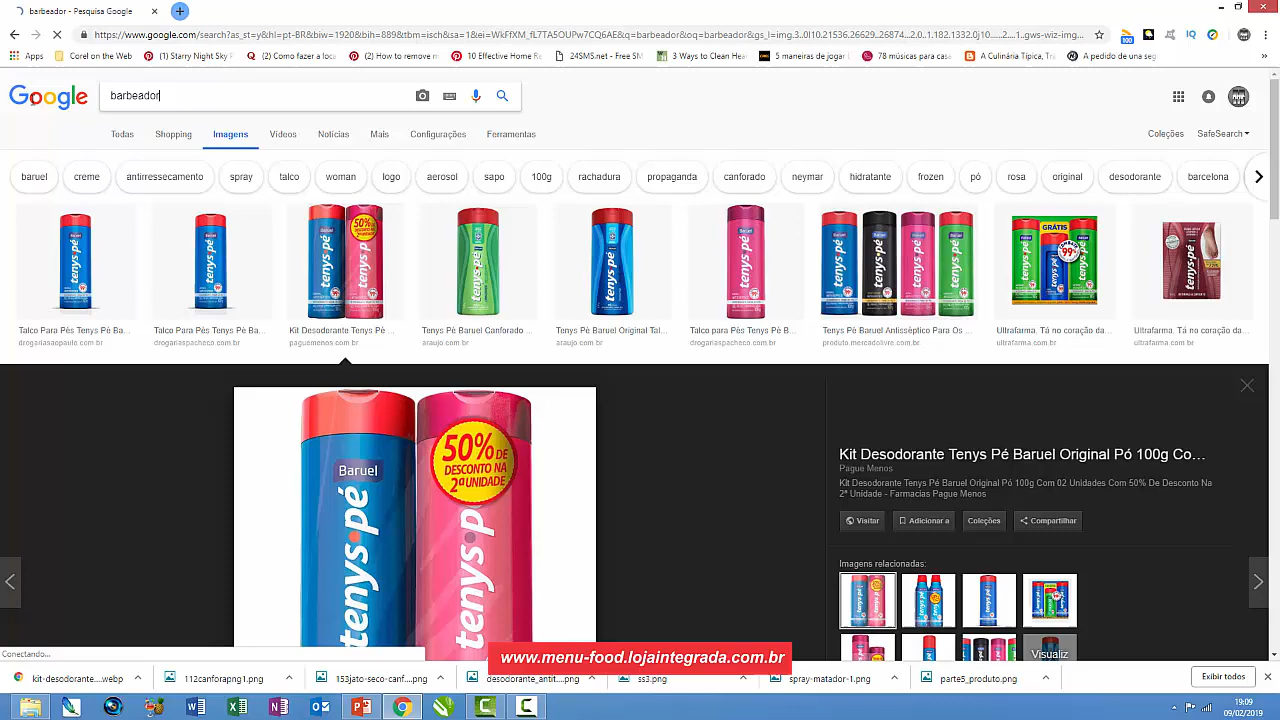 barbeador - Pesquisa Google
https://www.google.com/search?as_st=y&hl=pt-BR&biw=1920&bih=889&tbm=isch&sa=1&ei=WkFfXM_fL7TA5OUPw7CQ6AE&q=barbeador&oq=barbeador&gs_l=img.3..0l10.21536.26629..26874...2.0..1.182.1332.0j10......2....1..gws-wiz-img...
100
IQ
Apps
Corel on the Web
(1) Starry Night Sky
(2) Como fazer a loca
(2) How to remove m
10 Effective Home Re
24SMS.net - Free SM
3 Ways to Clean Hea
5 maneiras de jogar l
78 músicas para case
A Culinária Típica, Tra
A pedido de uma seg
Google
barbeador
Todas
Shopping
Imagens
Vídeos
Notícias
Mais
Configurações
Ferramentas
Coleções
SafeSearch
baruel
creme
antirressecamento
spray
talco
woman
logo
aerosol
sapo
100g
rachadura
propaganda
canforado
neymar
hidratante
frozen
pó
rosa
original
desodorante
barcelona
Talco Para Pés Tenys Pé Ba...
Talco Para Pés Tenys Pé Ba...
Kit Desodorante Tenys Pé ...
Tenys Pé Baruel Canforado ...
Tenys Pé Baruel Original Tal...
Talco para Pés Tenys Pé Ba...
Tenys Pé Baruel Antisséptico Para Os ...
Ultrafarma. Tá no coração da...
Ultrafarma. Tá no coração da...
drogariasaopaulo.com.br
drogariaspacheco.com.br
paguemenos.com.br
araujo.com.br
araujo.com.br
drogariaspacheco.com.br
produto.mercadolivre.com.br
ultrafarma.com.br
ultrafarma.com.br
Baruel
tenys pé
50% DE
DESCONTO NA
2ª UNIDADE
tenys p
Kit Desodorante Tenys Pé Baruel Original Pó 100g Co...
Pague Menos
Kit Desodorante Tenys Pé Baruel Original Pó 100g Com 02 Unidades Com 50% De Desconto Na
2ª Unidade - Farmacias Pague Menos
Visitar
Adicionar a
Coleções
Compartilhar
Imagens relacionadas:
Visualiz
Conectando...
www.menu-food.lojaintegrada.com.br
kit-desodorante....webp
112canforpng1.png
153jato-seco-canf....png
desodorante_antit....png
ss3.png
spray-matador-1.png
parte5_produto.png
Exibir todos
19:09
09/02/2019